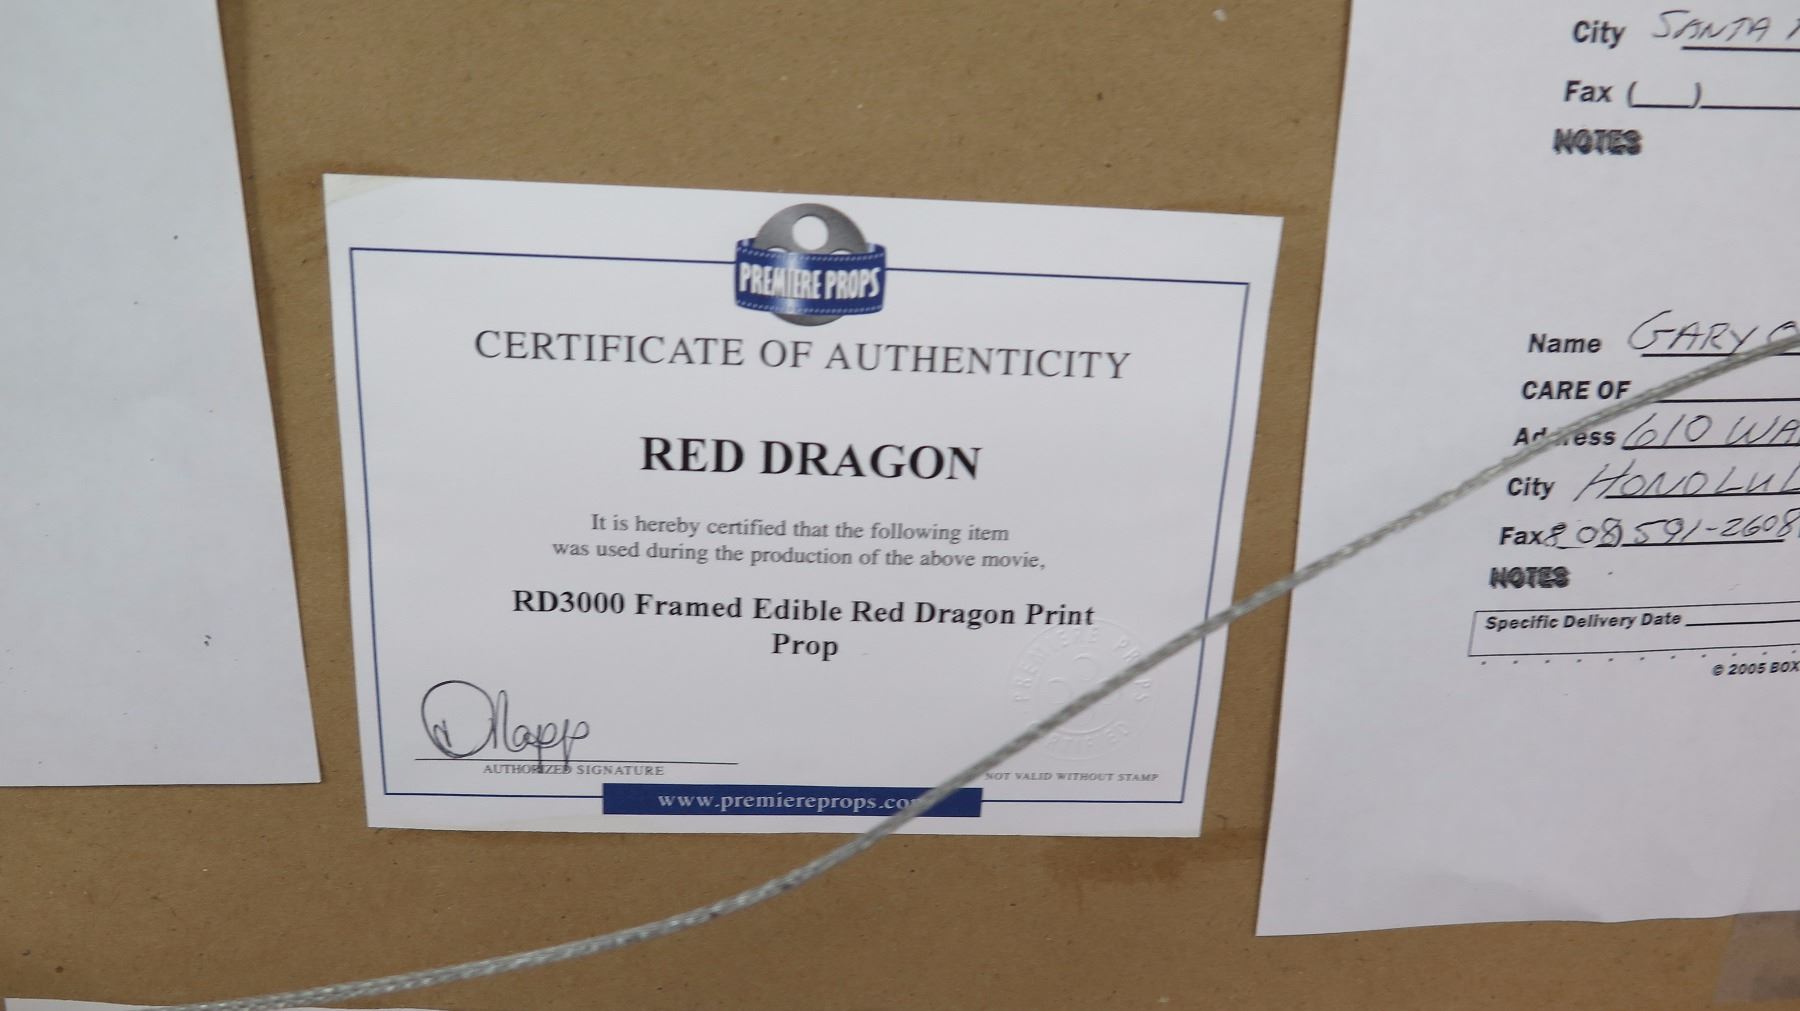 PREMIERE PROPS
CERTIFICATE OF AUTHENTICITY
RED DRAGON
It is hereby certified that the following item
was used during the production of the above movie,
RD3000 Framed Edible Red Dragon Print
Prop
PREMIERE PROPS
CERTIFIED
AUTHORIZED SIGNATURE
NOT VALID WITHOUT STAMP
www.premiereprops.co
City SANTA
Fax ( )
NOTES
Name GARY
CARE OF
Address 610 WA
City HONOLUL
Fax 808) 591-2608
NOTES
Specific Delivery Date
© 2005 BOX